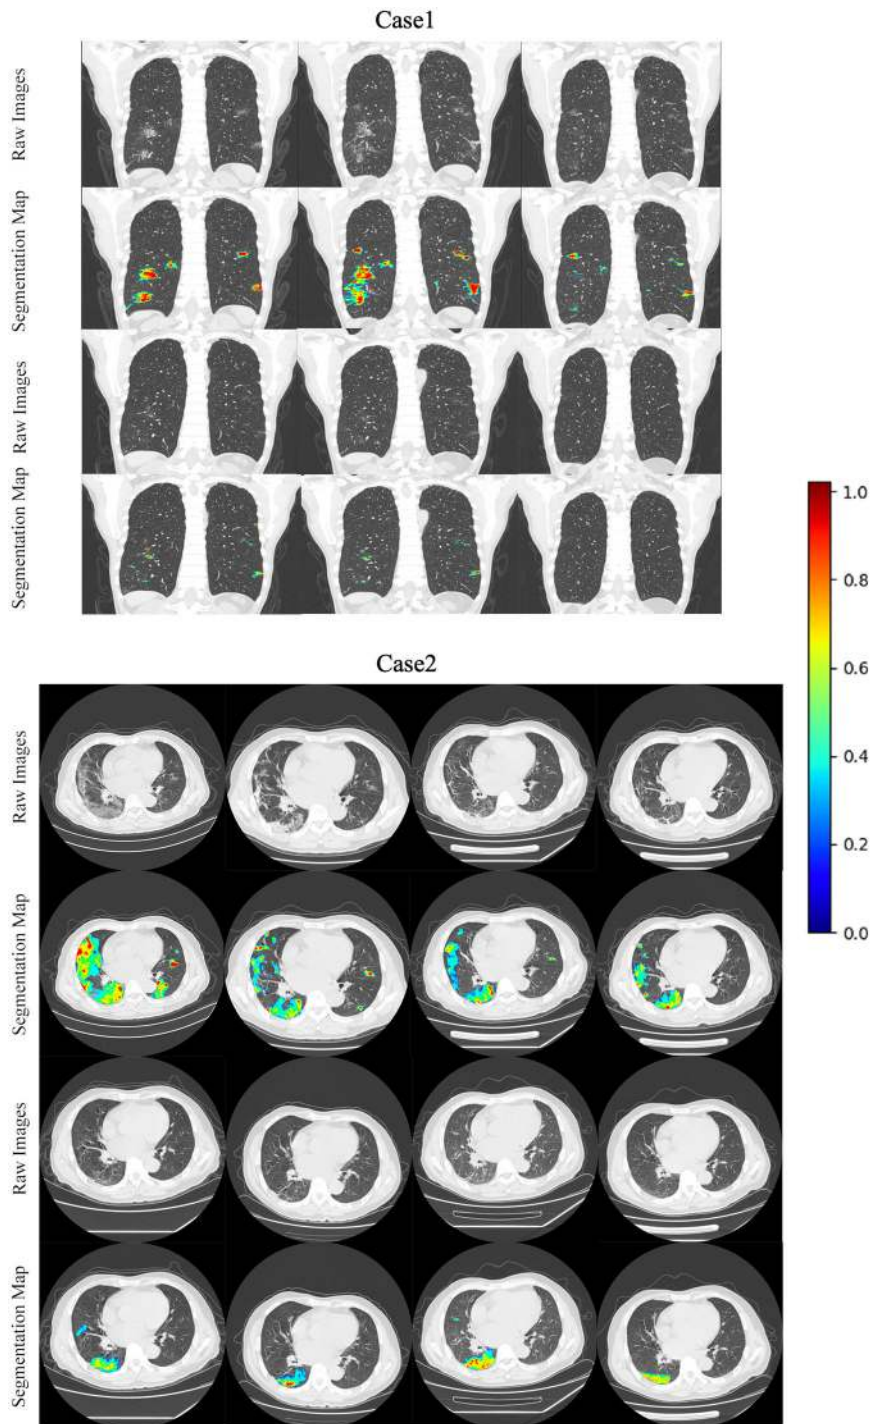 Case1
Raw Images
Segmentation Map
Raw Images
Segmentation Map
1.0
0.8
0.6
0.4
0.2
0.0
Case2
Raw Images
Segmentation Map
Raw Images
Segmentation Map